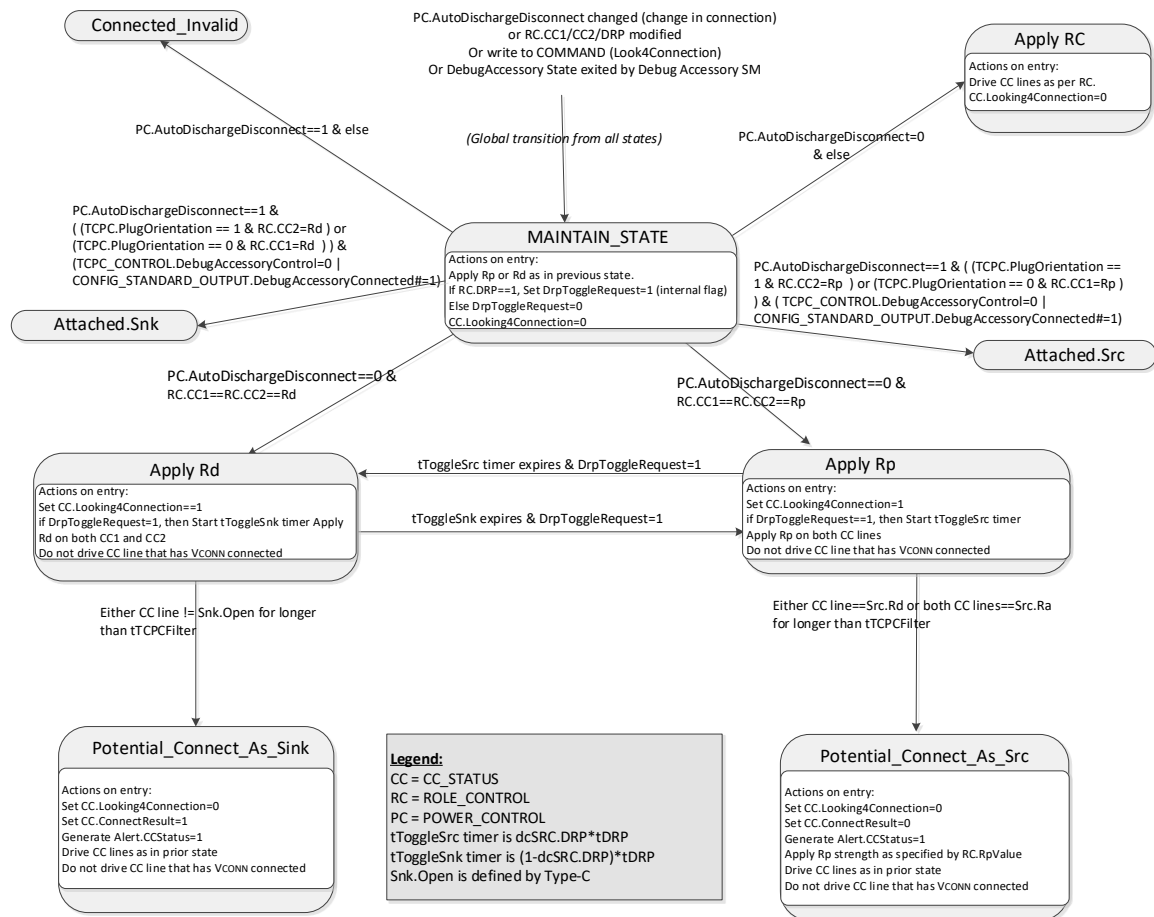 Connected_Invalid
PC.AutoDischargeDisconnect changed (change in connection)
or RC.CC1/CC2/DRP modified
Or write to COMMAND (Look4Connection)
Or DebugAccessory State exited by Debug Accessory SM
Apply RC
Actions on entry:
Drive CC lines as per RC.
CC.Looking4Connection=0
PC.AutoDischargeDisconnect==1 & else
(Global transition from all states)
PC.AutoDischargeDisconnect=0
& else
PC.AutoDischargeDisconnect==1 &
( (TCPC.PlugOrientation == 1 & RC.CC2=Rd ) or
(TCPC.PlugOrientation == 0 & RC.CC1=Rd ) ) &
(TCPC_CONTROL.DebugAccessoryControl=0 |
CONFIG_STANDARD_OUTPUT.DebugAccessoryConnected#=1)
MAINTAIN_STATE
Actions on entry:
Apply Rp or Rd as in previous state.
If RC.DRP==1, Set DrpToggleRequest=1 (internal flag)
Else DrpToggleRequest=0
CC.Looking4Connection=0
PC.AutoDischargeDisconnect==1 & ( (TCPC.PlugOrientation ==
1 & RC.CC2=Rp ) or (TCPC.PlugOrientation == 0 & RC.CC1=Rp )
) & ( TCPC_CONTROL.DebugAccessoryControl=0 |
CONFIG_STANDARD_OUTPUT.DebugAccessoryConnected#=1)
Attached.Snk
Attached.Src
PC.AutoDischargeDisconnect==0 &
RC.CC1==RC.CC2==Rd
PC.AutoDischargeDisconnect==0 &
RC.CC1==RC.CC2==Rp
Apply Rd
Actions on entry:
Set CC.Looking4Connection==1
if DrpToggleRequest=1, then Start tToggleSnk timer Apply
Rd on both CC1 and CC2
Do not drive CC line that has VCONN connected
tToggleSrc timer expires & DrpToggleRequest=1
tToggleSnk expires & DrpToggleRequest=1
Apply Rp
Actions on entry:
Set CC.Looking4Connection=1
if DrpToggleRequest==1, then Start tToggleSrc timer
Apply Rp on both CC lines
Do not drive CC line that has VCONN connected
Either CC line != Snk.Open for longer
than tTCPCFilter
Either CC line==Src.Rd or both CC lines==Src.Ra
for longer than tTCPCFilter
Potential_Connect_As_Sink
Actions on entry:
Set CC.Looking4Connection=0
Set CC.ConnectResult=1
Generate Alert.CCStatus=1
Drive CC lines as in prior state
Do not drive CC line that has VCONN connected
Legend:
CC = CC_STATUS
RC = ROLE_CONTROL
PC = POWER_CONTROL
tToggleSrc timer is dcSRC.DRP*tDRP
tToggleSnk timer is (1-dcSRC.DRP)*tDRP
Snk.Open is defined by Type-C
Potential_Connect_As_Src
Actions on entry:
Set CC.Looking4Connection=0
Set CC.ConnectResult=0
Generate Alert.CCStatus=1
Apply Rp strength as specified by RC.RpValue
Drive CC lines as in prior state
Do not drive CC line that has VCONN connected